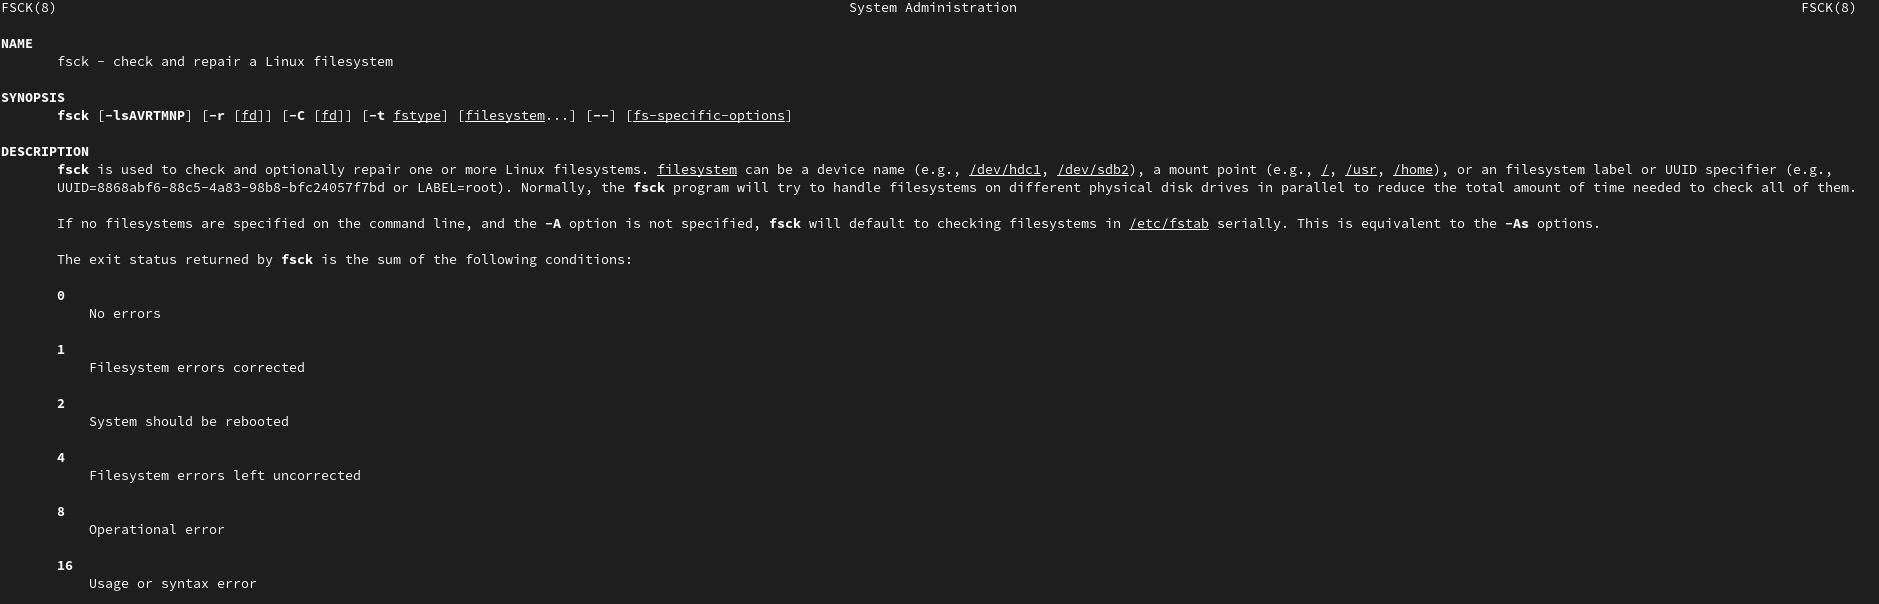 FSCK(8) System Administration FSCK(8)
NAME
fsck - check and repair a Linux filesystem
SYNOPSIS
fsck [-lsAVRTMNP] [-r [fd]] [-C [fd]] [-t fstype] [filesystem...] [--] [fs-specific-options]
DESCRIPTION
fsck is used to check and optionally repair one or more Linux filesystems. filesystem can be a device name (e.g., /dev/hdc1, /dev/sdb2), a mount point (e.g., /, /usr, /home), or an filesystem label or UUID specifier (e.g.,
UUID=8868abf6-88c5-4a83-98b8-bfc24057f7bd or LABEL=root). Normally, the fsck program will try to handle filesystems on different physical disk drives in parallel to reduce the total amount of time needed to check all of them.
If no filesystems are specified on the command line, and the -A option is not specified, fsck will default to checking filesystems in /etc/fstab serially. This is equivalent to the -As options.
The exit status returned by fsck is the sum of the following conditions:
0
No errors
1
Filesystem errors corrected
2
System should be rebooted
4
Filesystem errors left uncorrected
8
Operational error
16
Usage or syntax error